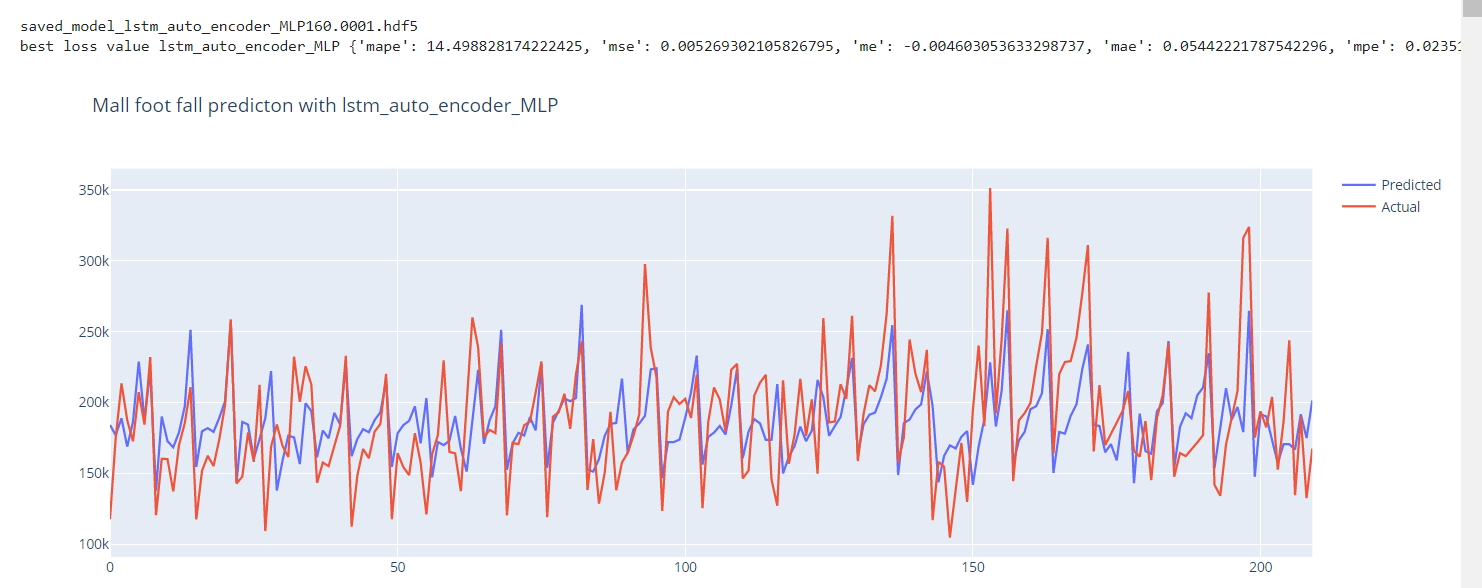 saved_model_lstm_auto_encoder_MLP160.0001.hdf5
best loss value lstm_auto_encoder_MLP {'mape': 14.498828174222425, 'mse': 0.005269302105826795, 'me': -0.004603053633298737, 'mae': 0.05442221787542296, 'mpe': 0.02351
Mall foot fall predicton with lstm_auto_encoder_MLP
350k
300k
250k
200k
150k
100k
0
50
100
150
200
Predicted
Actual